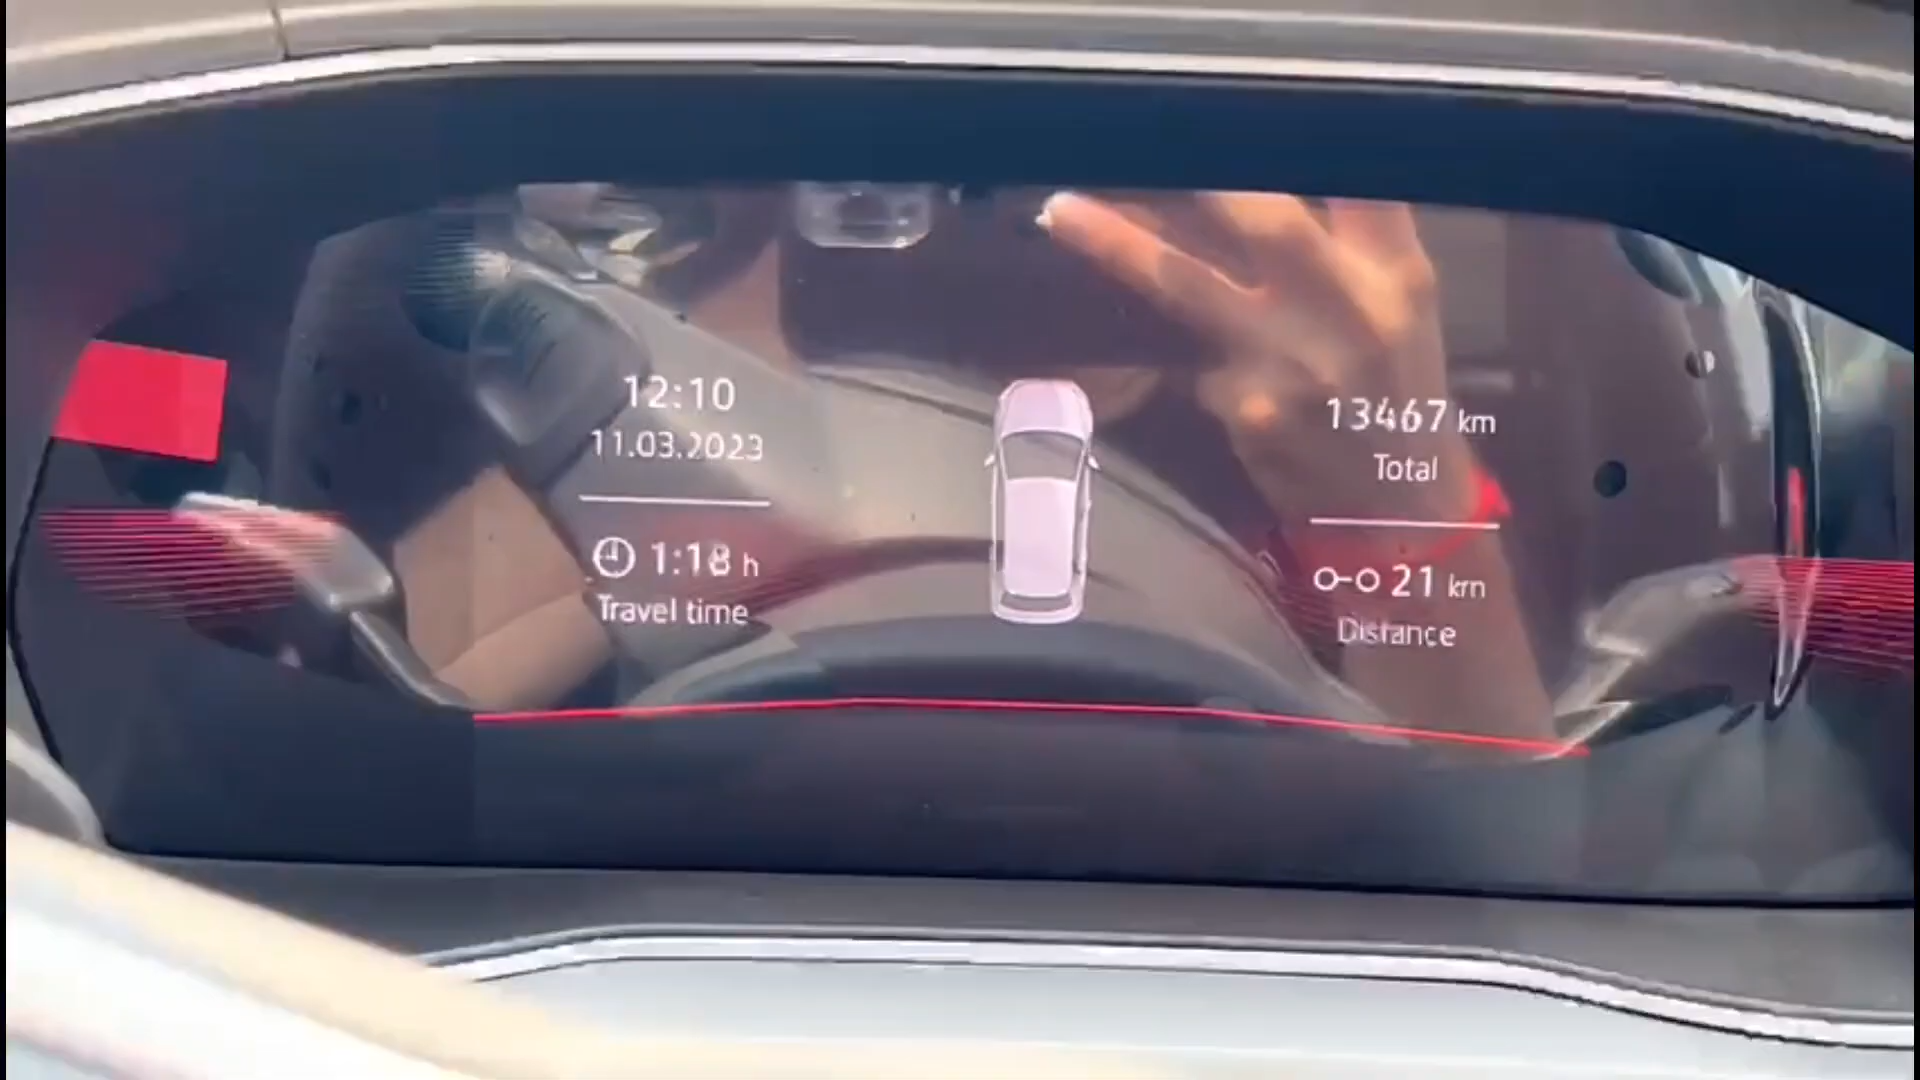 12:10
11.03.2023
1:18 h
Travel time
13467 km
Total
21 km
Distance